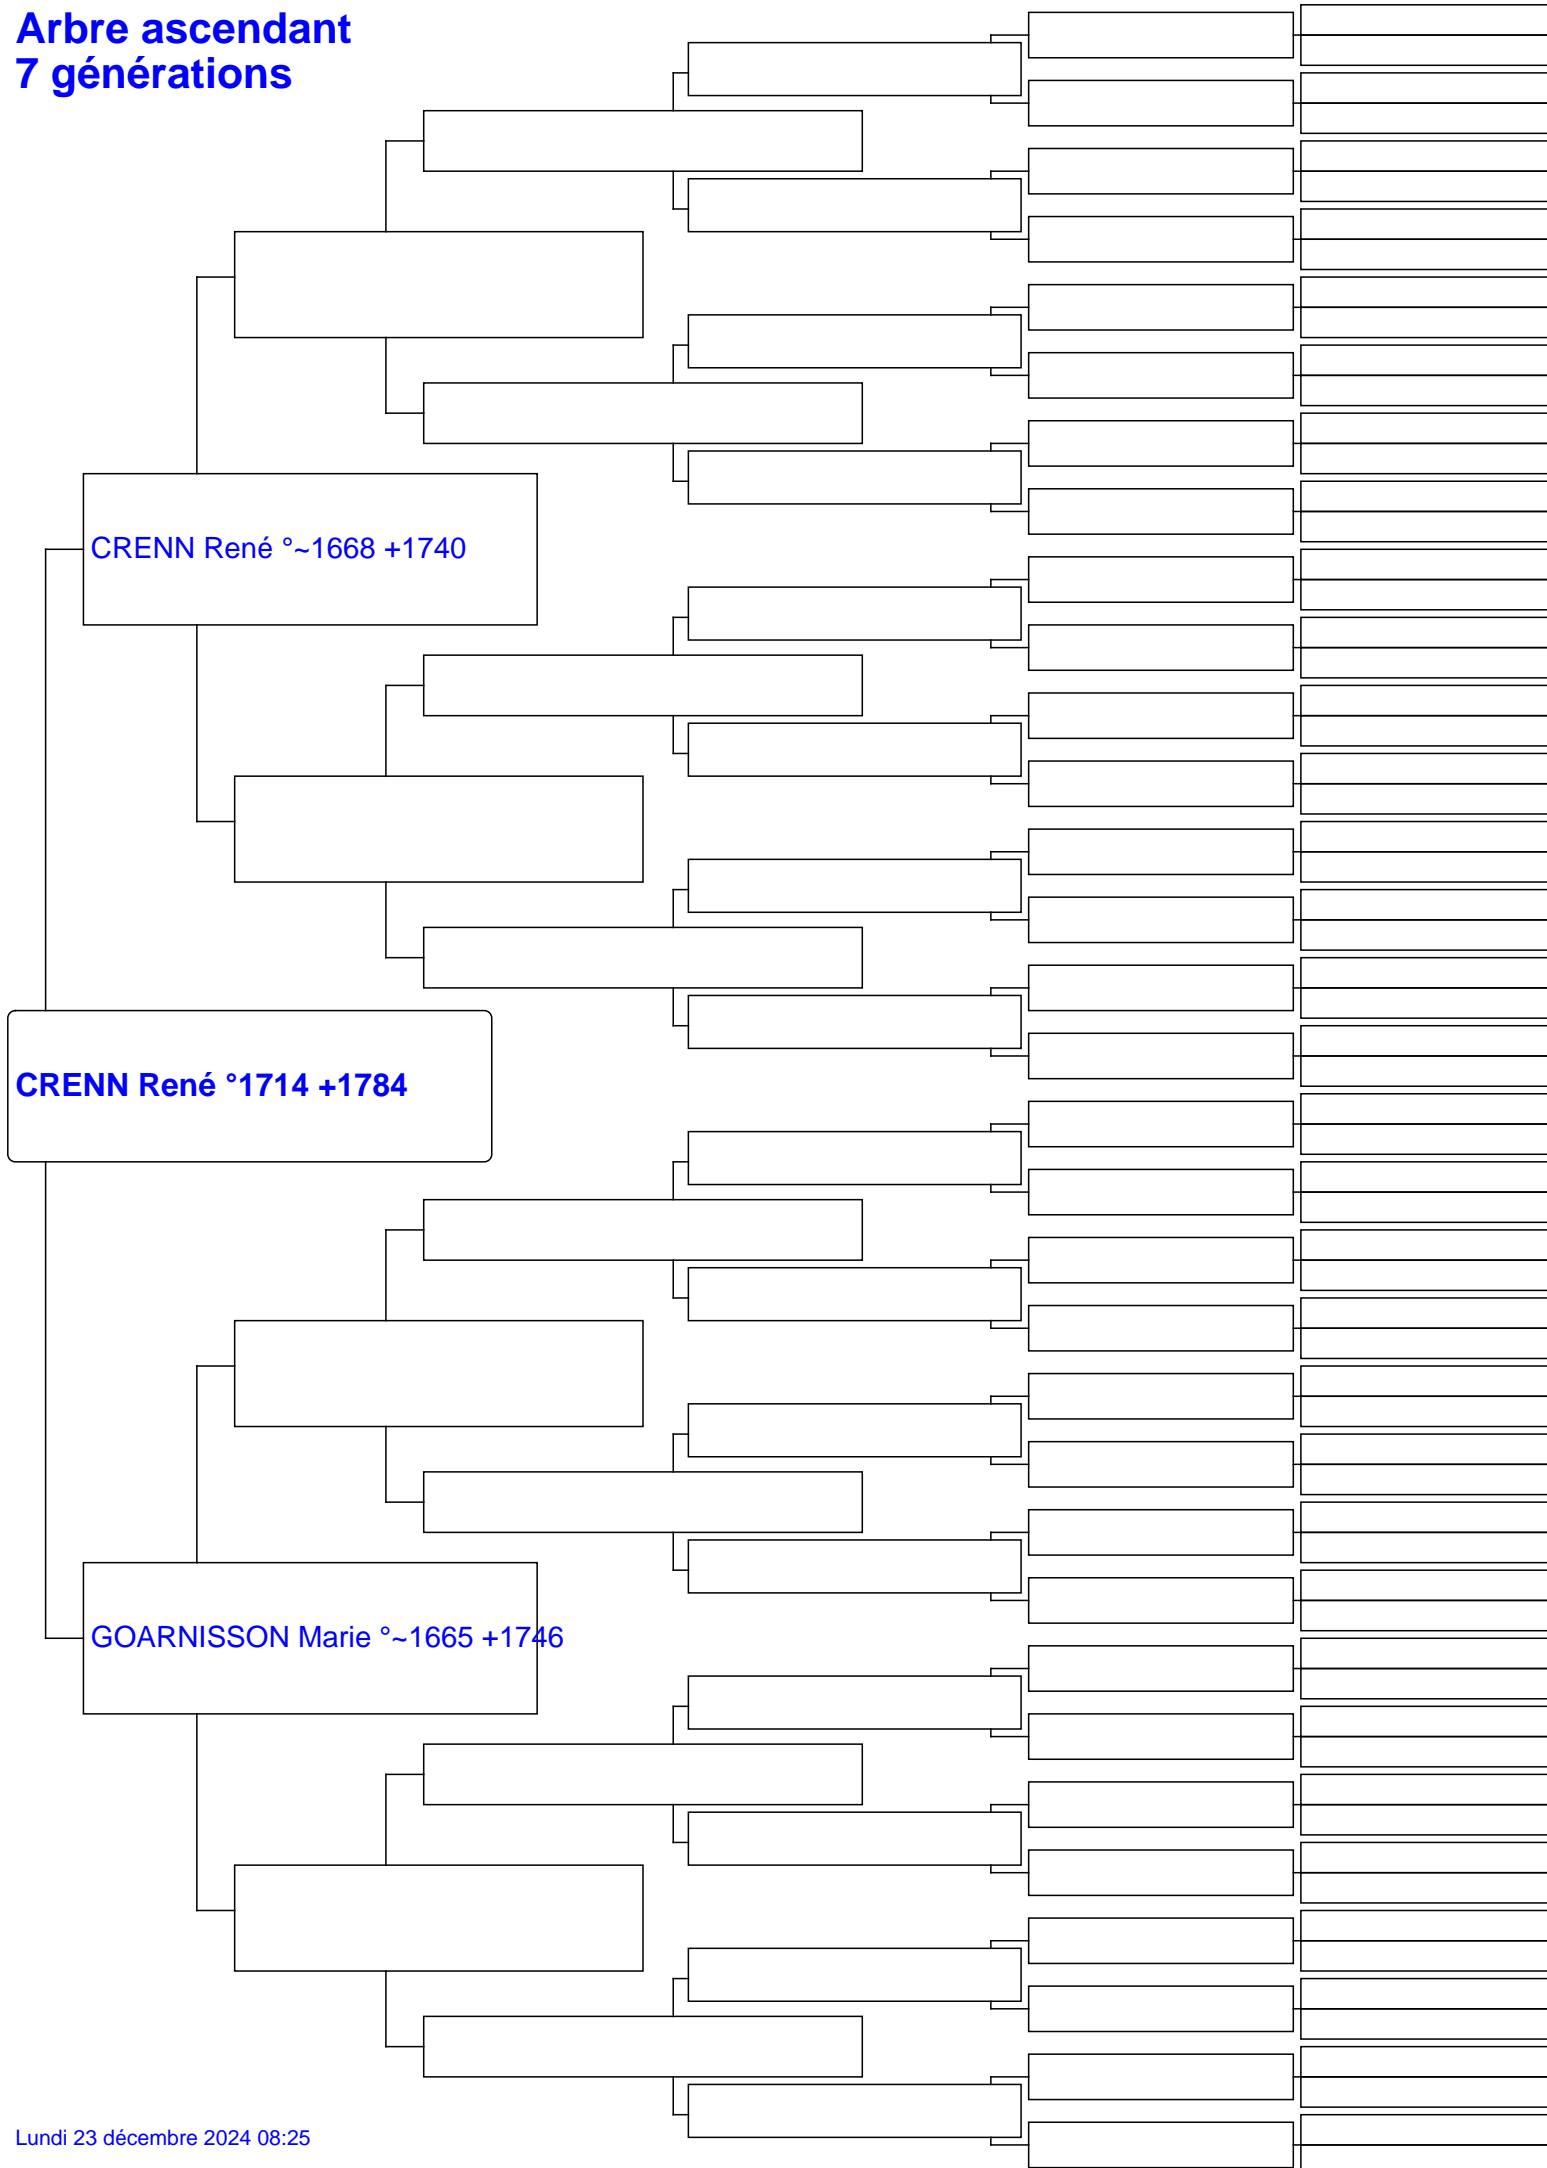 Arbre ascendant
7 générations
CRENN René °~1668 +1740
CRENN René °1714 +1784
GOARNISSON Marie °~1665 +1746
Lundi 23 décembre 2024 08:25